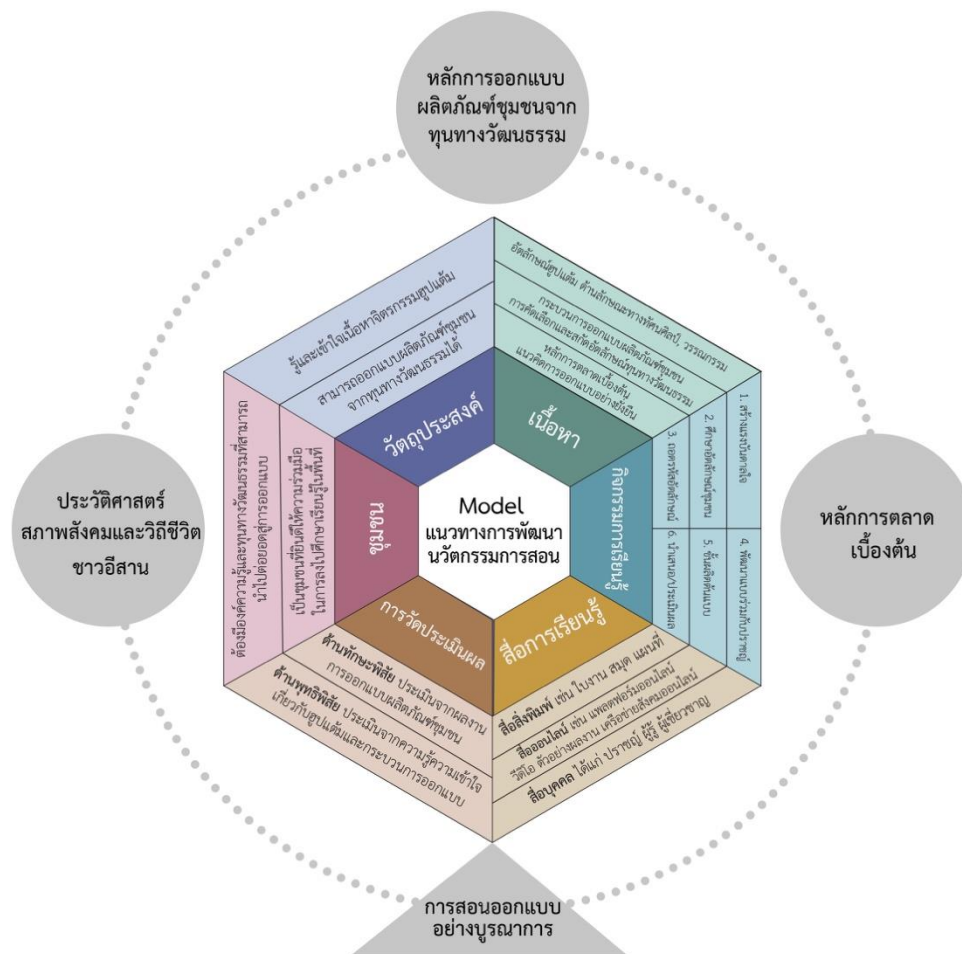 หลักการออกแบบ
ผลิตภัณฑ์ชุมชนจาก
ทุนทางวัฒนธรรม
รู้และเข้าใจเนื้อหาจิตรกรรมฮูปแต้ม
สามารถออกแบบผลิตภัณฑ์ชุมชน
จากทุนทางวัฒนธรรมได้
วัตถุประสงค์
อัตลักษณ์ฮูปแต้ม ด้านลักษณะทางทัศนศิลป์, วรรณกรรม
กระบวนการออกแบบผลิตภัณฑ์ชุมชน
การคัดเลือกและสกัดอัตลักษณ์ทุนทางวัฒนธรรม
หลักการตลาดเบื้องต้น
แนวคิดการออกแบบอย่างยั่งยืน
เนื้อหา
1. สร้างแรงบันดาลใจ
2. ศึกษาอัตลักษณ์ชุมชน
3. ถอดรหัสอัตลักษณ์
4. พัฒนาแบบร่วมกับปราชญ์
5. ขั้นผลิตต้นแบบ
6. นำเสนอ/ประเมินผล
กิจกรรมการเรียนรู้
Model
แนวทางการพัฒนา
นวัตกรรมการสอน
ชุมชน
เป็นชุมชนที่ยินดีให้ความร่วมมือ
ในการลงไปศึกษาเรียนรู้ในพื้นที่
ต้องมีองค์ความรู้และทุนทางวัฒนธรรมที่สามารถ
นำไปต่อยอดสู่การออกแบบ
ประวัติศาสตร์
สภาพสังคมและวิถีชีวิต
ชาวอีสาน
หลักการตลาด
เบื้องต้น
การวัดประเมินผล
ด้านทักษะพิสัย ประเมินจากผลงาน
การออกแบบผลิตภัณฑ์ชุมชน
ด้านพุทธิพิสัย ประเมินจากความรู้ความเข้าใจ
เกี่ยวกับฮูปแต้มและกระบวนการออกแบบ
สื่อการเรียนรู้
สื่อสิ่งพิมพ์ เช่น ใบงาน สมุด แผนที่
สื่อออนไลน์ เช่น แพลตฟอร์มออนไลน์
วีดีโอ ตัวอย่างผลงาน เครือข่ายสังคมออนไลน์
สื่อบุคคล ได้แก่ ปราชญ์ ผู้รู้ ผู้เชี่ยวชาญ
การสอนออกแบบ
อย่างบูรณาการ